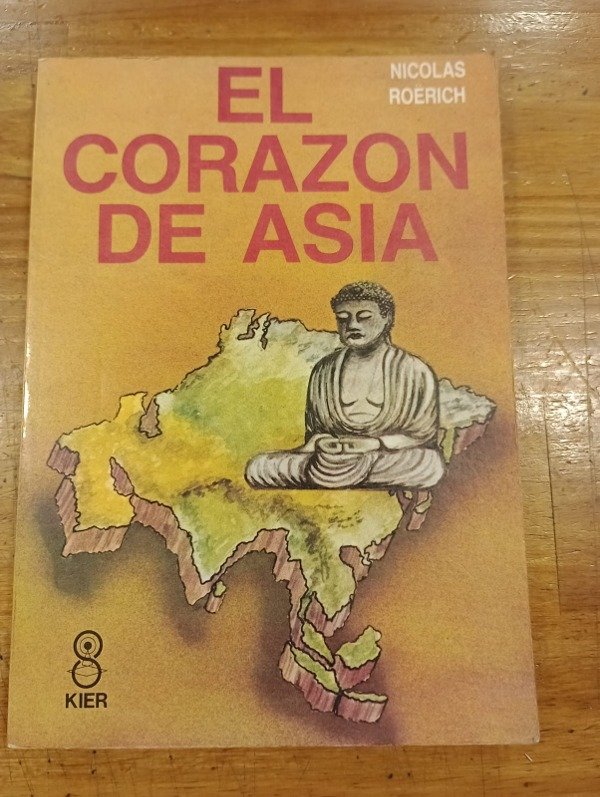 NICOLAS
ROERICH
EL
CORAZON
DE ASIA
KIER